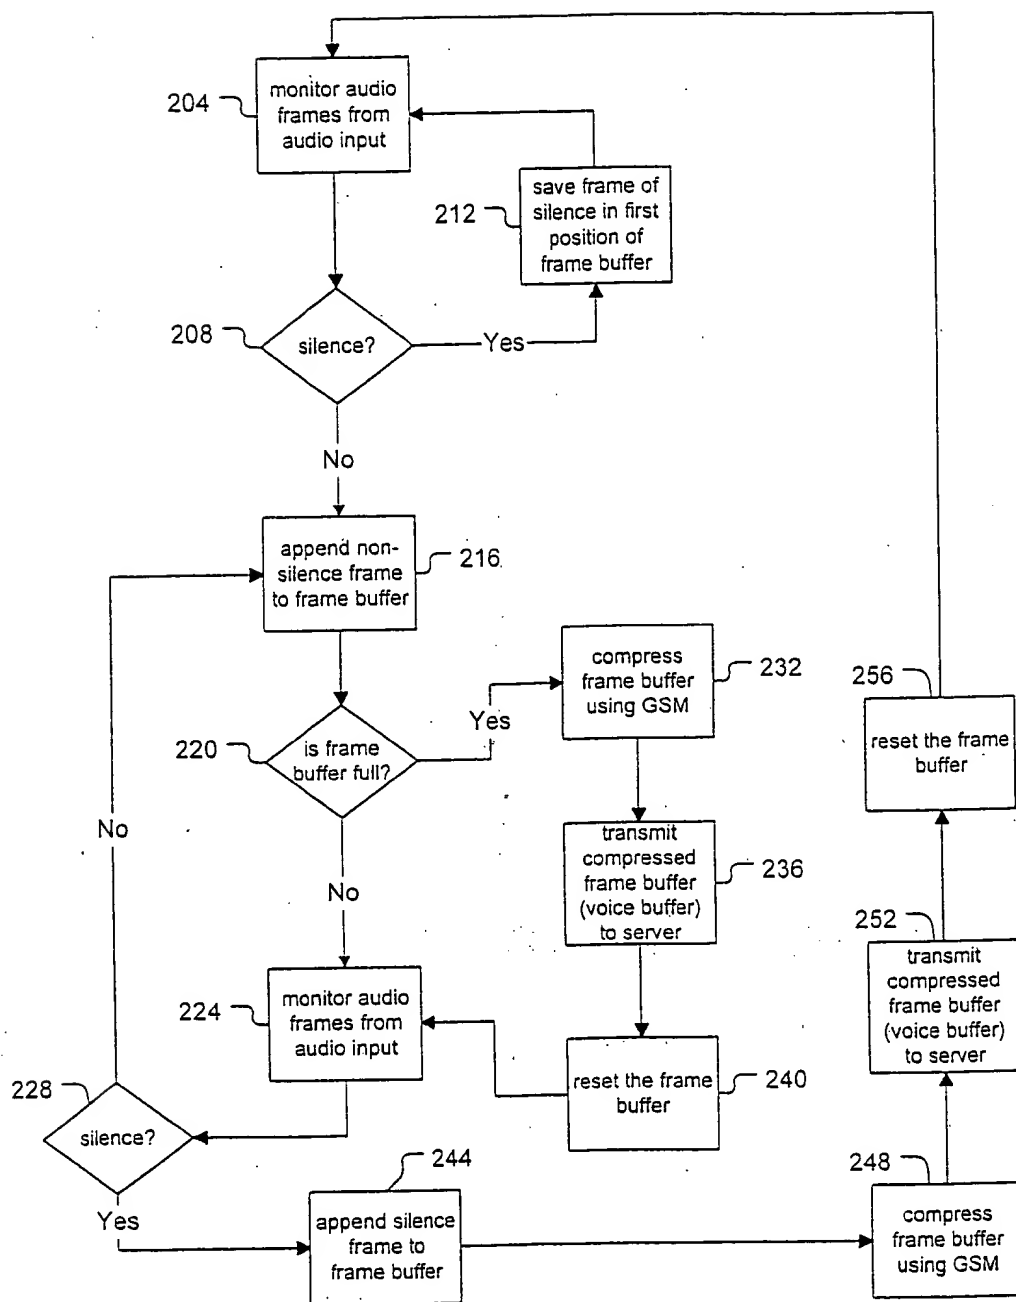 204
monitor audio
frames from
audio input
212
save frame of
silence in first
position of
frame buffer
208
silence?
Yes
No
append non-
silence frame
to frame buffer
216
220
is frame
buffer full?
Yes
compress
frame buffer
using GSM
232
256
reset the frame
buffer
No
No
transmit
compressed
frame buffer
(voice buffer)
to server
236
252
transmit
compressed
frame buffer
(voice buffer)
to server
224
monitor audio
frames from
audio input
reset the frame
buffer
240
228
silence?
Yes
244
append silence
frame to
frame buffer
248
compress
frame buffer
using GSM